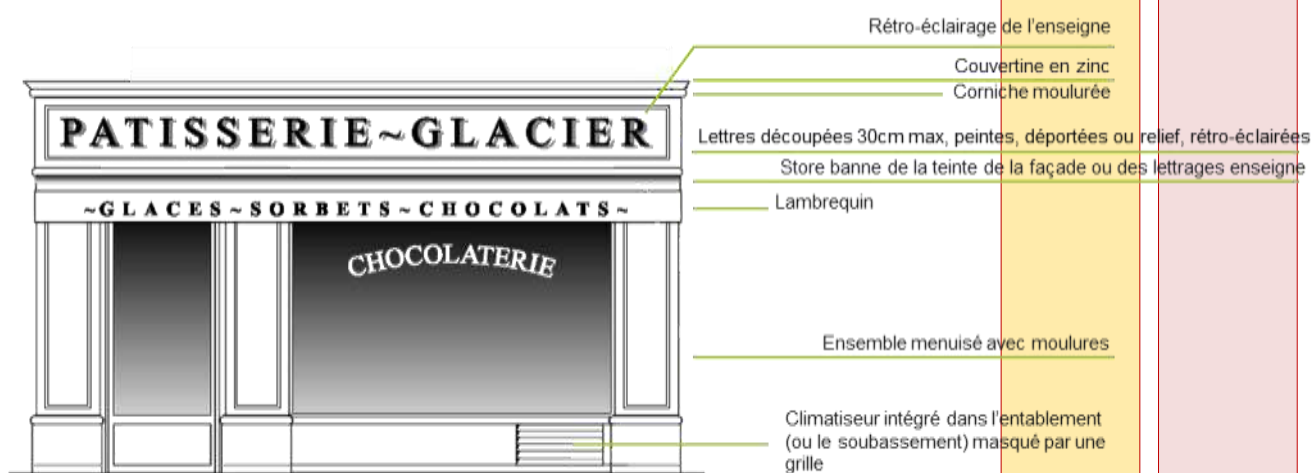 Rétro-éclairage de l'enseigne
Couvertine en zinc
Corniche moulurée
PATISSERIE~GLACIER
Lettres découpées 30cm max, peintes, déportées ou relief, rétro-éclairées
Store banne de la teinte de la façade ou des lettrages enseigne
~GLACES~SORBETS~CHOCOLATS~
Lambrequin
CHOCOLATERIE
Ensemble menuisé avec moulures
Climatiseur intégré dans l'entablement
(ou le soubassement) masqué par une
grille